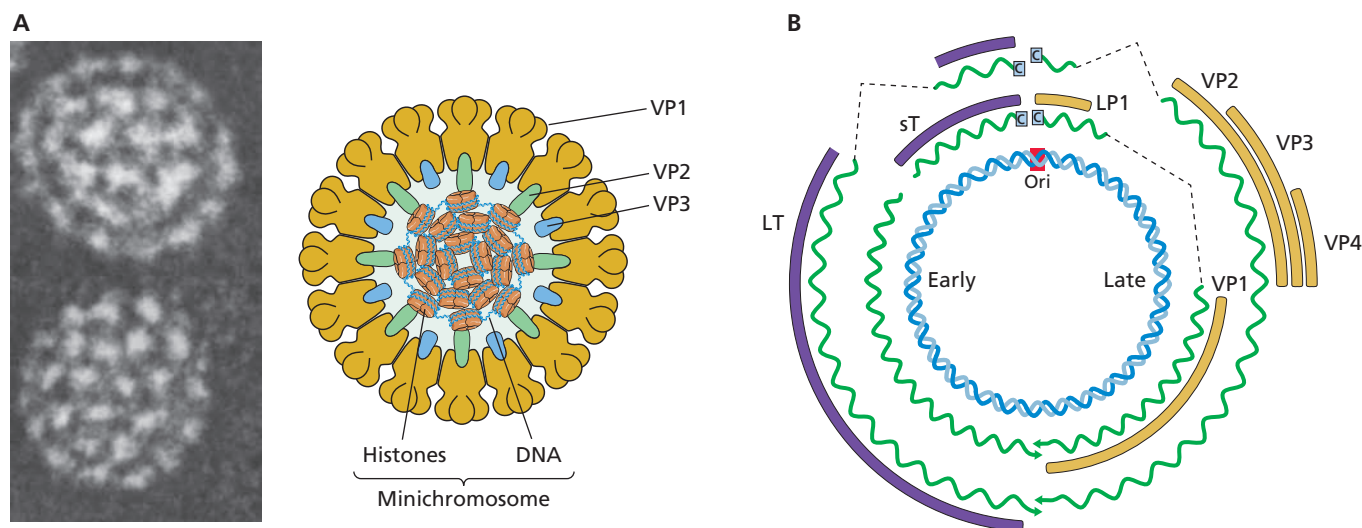 A
VP1
VP2
VP3
Histones
DNA
Minichromosome
B
C
C
LP1
sT
C
C
Ori
LT
Early
Late
VP1
VP2
VP3
VP4